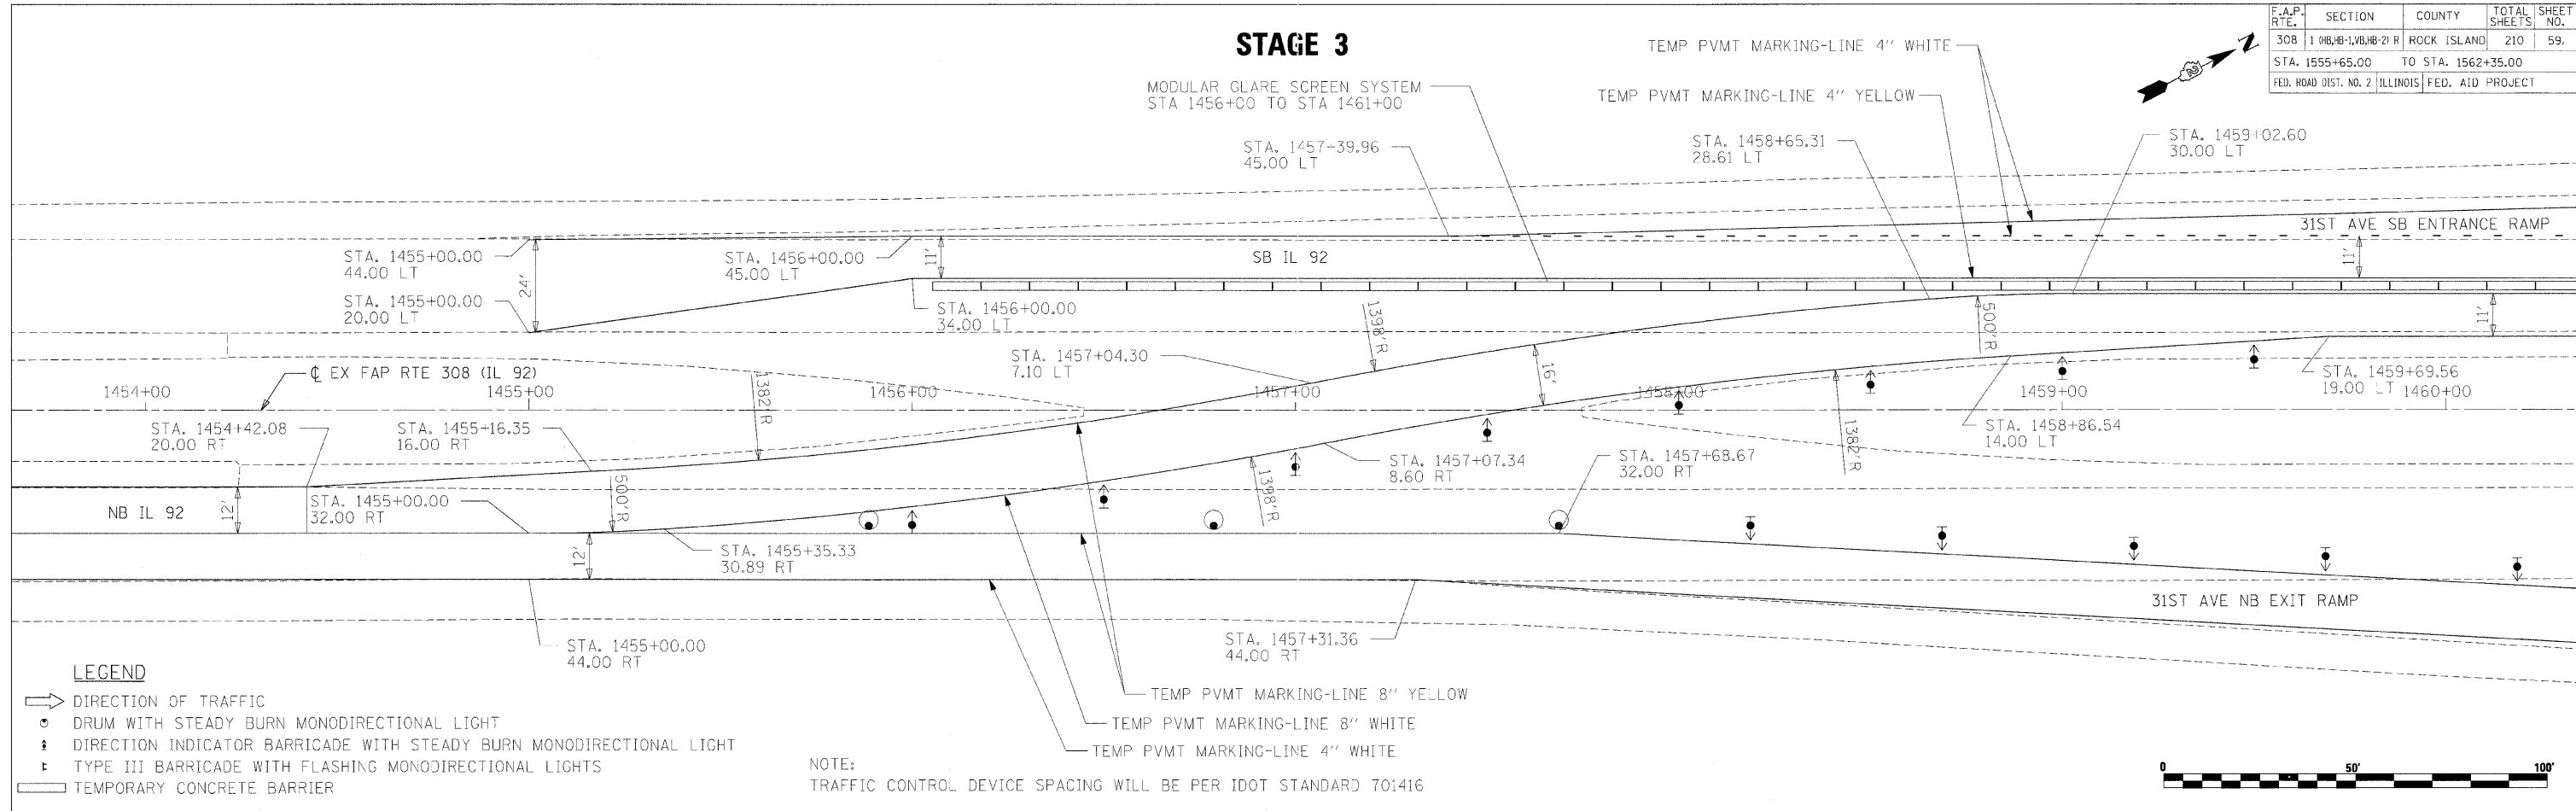 STAGE 3
F.A.P. RTE.
SECTION
COUNTY
TOTAL SHEETS
SHEET NO.
308
1 (HB,HB-1,VB,HB-2) R
ROCK ISLAND
210
59
STA. 1555+65.00 TO STA. 1562+35.00
FED. ROAD DIST. NO. 2
ILLINOIS
FED. AID PROJECT
N
TEMP PVMT MARKING-LINE 4" WHITE
MODULAR GLARE SCREEN SYSTEM
STA 1456+00 TO STA 1461+00
TEMP PVMT MARKING-LINE 4" YELLOW
STA. 1457+39.96
45.00 LT
STA. 1458+65.31
28.61 LT
STA. 1459+02.60
30.00 LT
31ST AVE SB ENTRANCE RAMP
STA. 1455+00.00
44.00 LT
24'
STA. 1456+00.00
45.00 LT
11'
SB IL 92
11'
STA. 1455+00.00
20.00 LT
STA. 1456+00.00
34.00 LT
1398'R
500'R
11'
STA. 1457+04.30
7.10 LT
16'
℄ EX FAP RTE 308 (IL 92)
1382'R
STA. 1459+69.56
19.00 LT
1454+00
1455+00
1456+00
1457+00
1458+00
1459+00
1460+00
STA. 1454+42.08
20.00 RT
STA. 1455+16.35
16.00 RT
STA. 1458+86.54
14.00 LT
1382'R
STA. 1457+07.34
8.60 RT
STA. 1457+68.67
32.00 RT
NB IL 92
12'
STA. 1455+00.00
32.00 RT
500'R
1398'R
12'
STA. 1455+35.33
30.89 RT
31ST AVE NB EXIT RAMP
STA. 1455+00.00
44.00 RT
STA. 1457+31.36
44.00 RT
TEMP PVMT MARKING-LINE 8" YELLOW
TEMP PVMT MARKING-LINE 8" WHITE
TEMP PVMT MARKING-LINE 4" WHITE
LEGEND
DIRECTION OF TRAFFIC
DRUM WITH STEADY BURN MONODIRECTIONAL LIGHT
DIRECTION INDICATOR BARRICADE WITH STEADY BURN MONODIRECTIONAL LIGHT
TYPE III BARRICADE WITH FLASHING MONODIRECTIONAL LIGHTS
TEMPORARY CONCRETE BARRIER
NOTE:
TRAFFIC CONTROL DEVICE SPACING WILL BE PER IDOT STANDARD 701416
0 50' 100'